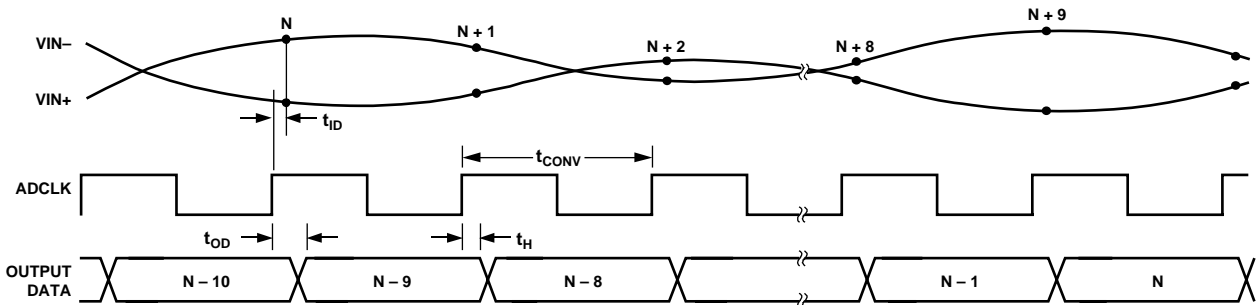 N
N + 1
N + 2
N + 8
N + 9
VIN–
VIN+
tID
tCONV
ADCLK
tOD
tH
OUTPUT
DATA
N – 10
N – 9
N – 8
N – 1
N